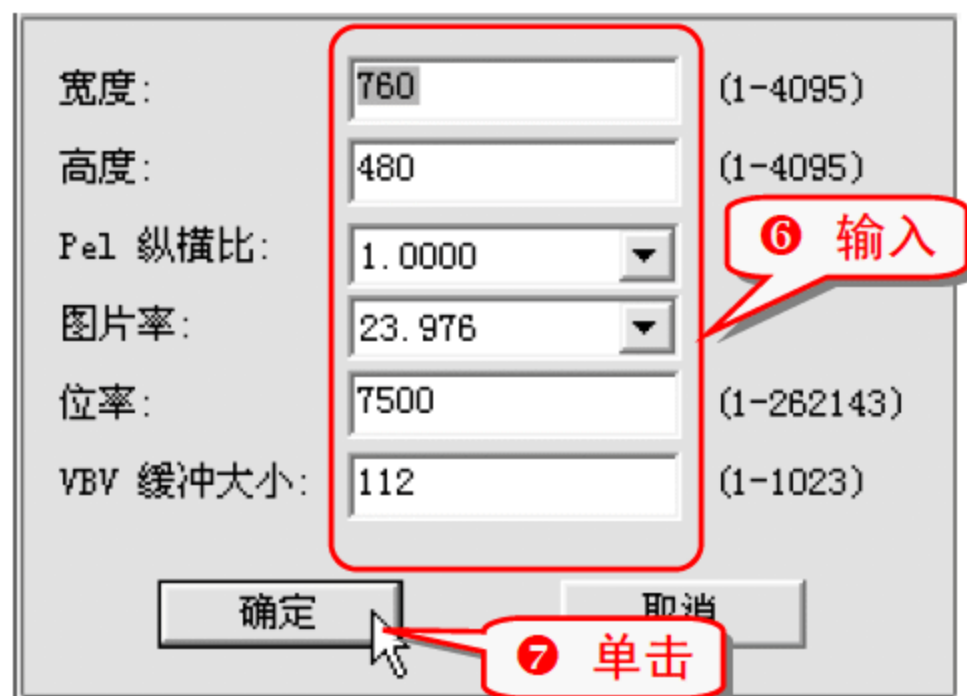 宽度: 760 (1-4095)
高度: 480 (1-4095)
Pel 纵横比: 1.0000
❻ 输入
图片率: 23.976
位率: 7500 (1-262143)
VBV 缓冲大小: 112 (1-1023)
确定 取消
❼ 单击